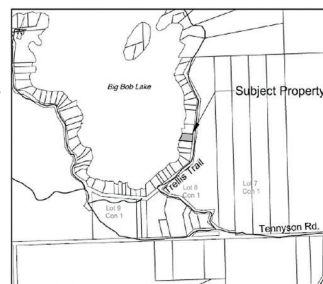 Big Bob Lake
Subject Property
Trellis Trail
Lot 9
Con 1
Lot 8
Con 1
Lot 7
Con 1
Tennyson Rd.